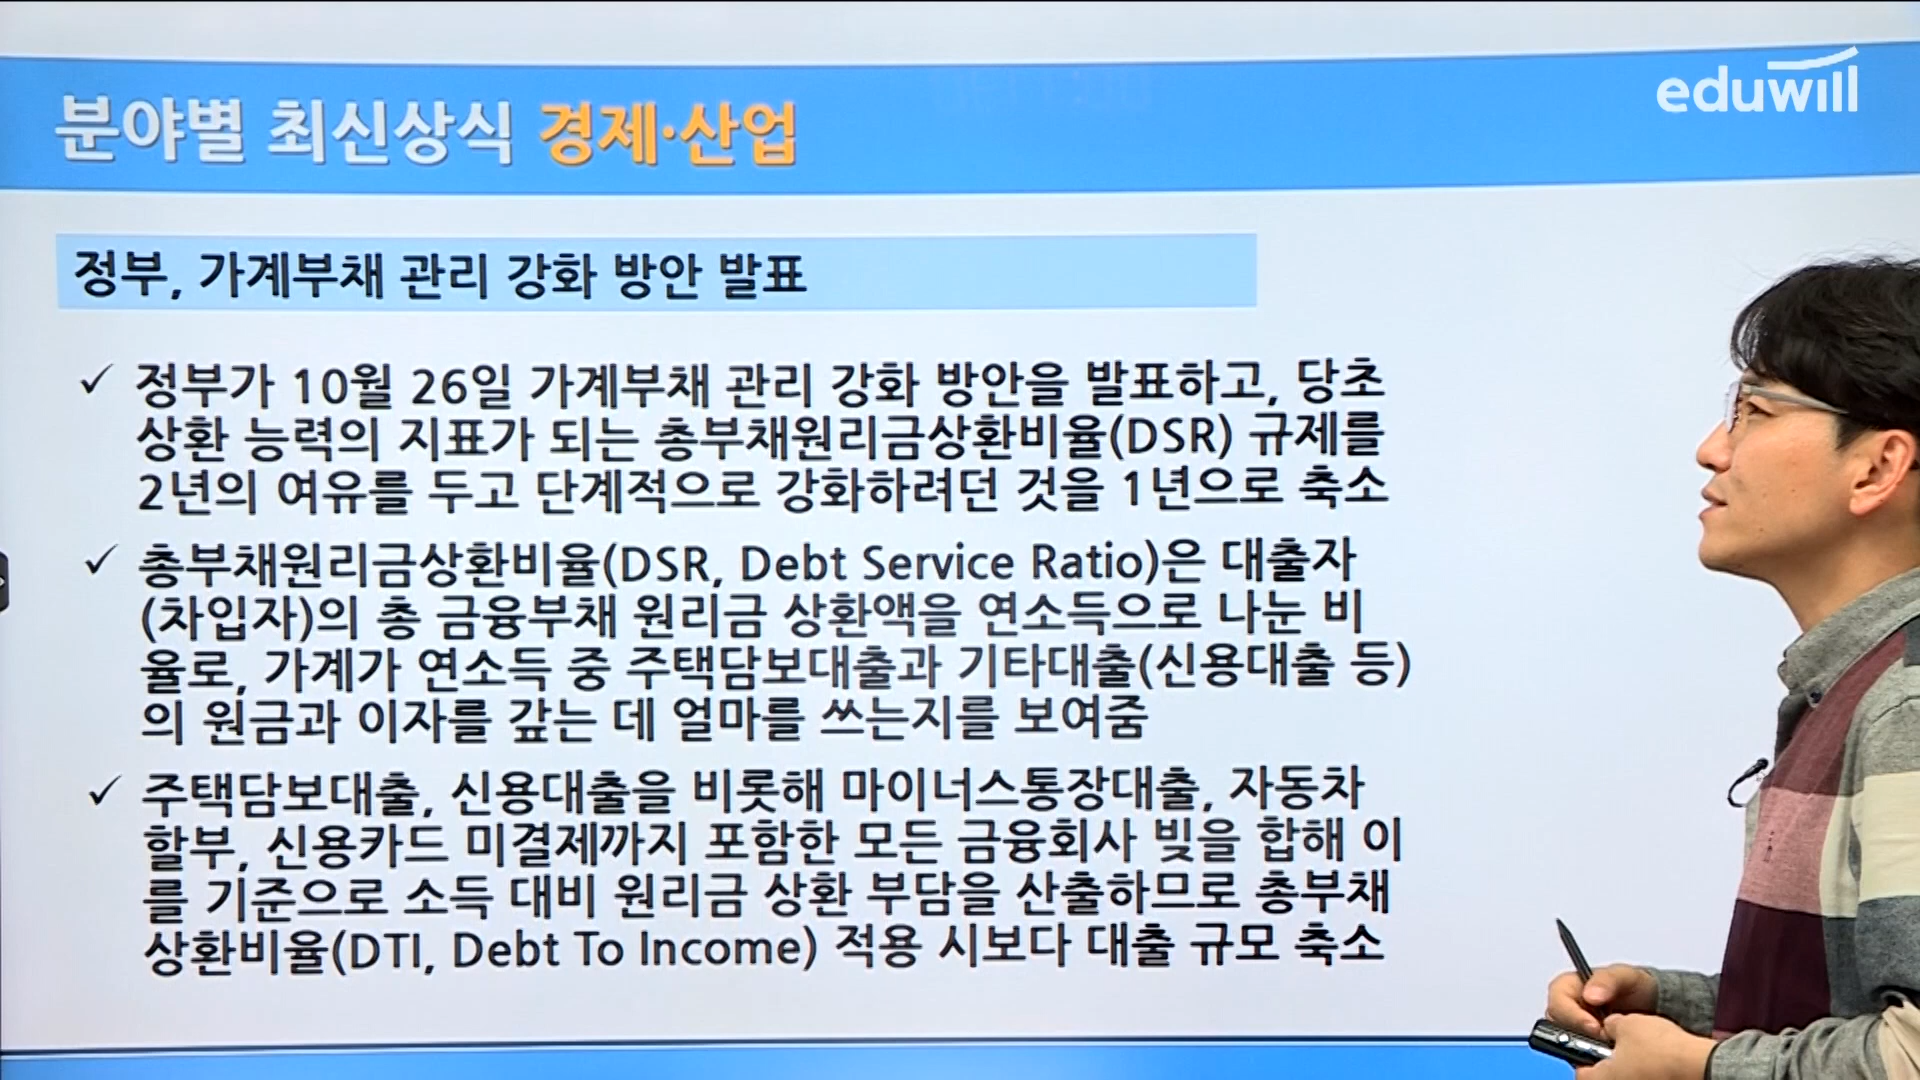 eduwill
분야별 최신상식 경제·산업
정부, 가계부채 관리 강화 방안 발표
✓ 정부가 10월 26일 가계부채 관리 강화 방안을 발표하고, 당초
상환 능력의 지표가 되는 총부채원리금상환비율(DSR) 규제를
2년의 여유를 두고 단계적으로 강화하려던 것을 1년으로 축소
✓ 총부채원리금상환비율(DSR, Debt Service Ratio)은 대출자
(차입자)의 총 금융부채 원리금 상환액을 연소득으로 나눈 비
율로, 가계가 연소득 중 주택담보대출과 기타대출(신용대출 등)
의 원금과 이자를 갚는 데 얼마를 쓰는지를 보여줌
✓ 주택담보대출, 신용대출을 비롯해 마이너스통장대출, 자동차
할부, 신용카드 미결제까지 포함한 모든 금융회사 빚을 합해 이
를 기준으로 소득 대비 원리금 상환 부담을 산출하므로 총부채
상환비율(DTI, Debt To Income) 적용 시보다 대출 규모 축소